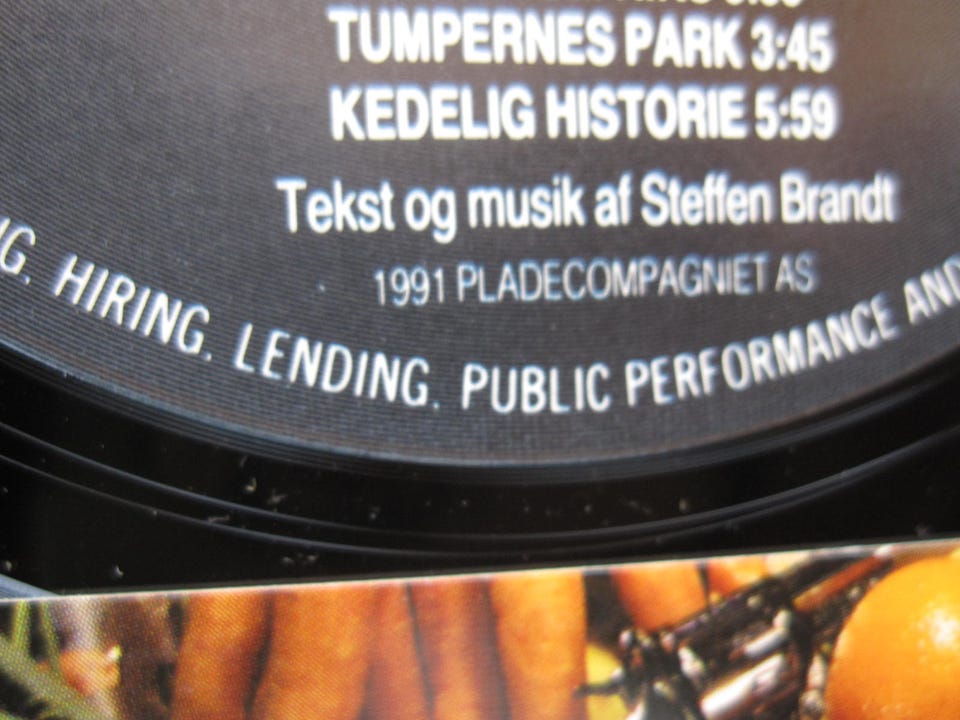 TUMPERNES PARK 3:45
KEDELIG HISTORIE 5:59
Tekst og musik af Steffen Brandt
1991 PLADECOMPAGNIET AS
HIRING. LENDING. PUBLIC PERFORMANCE AND